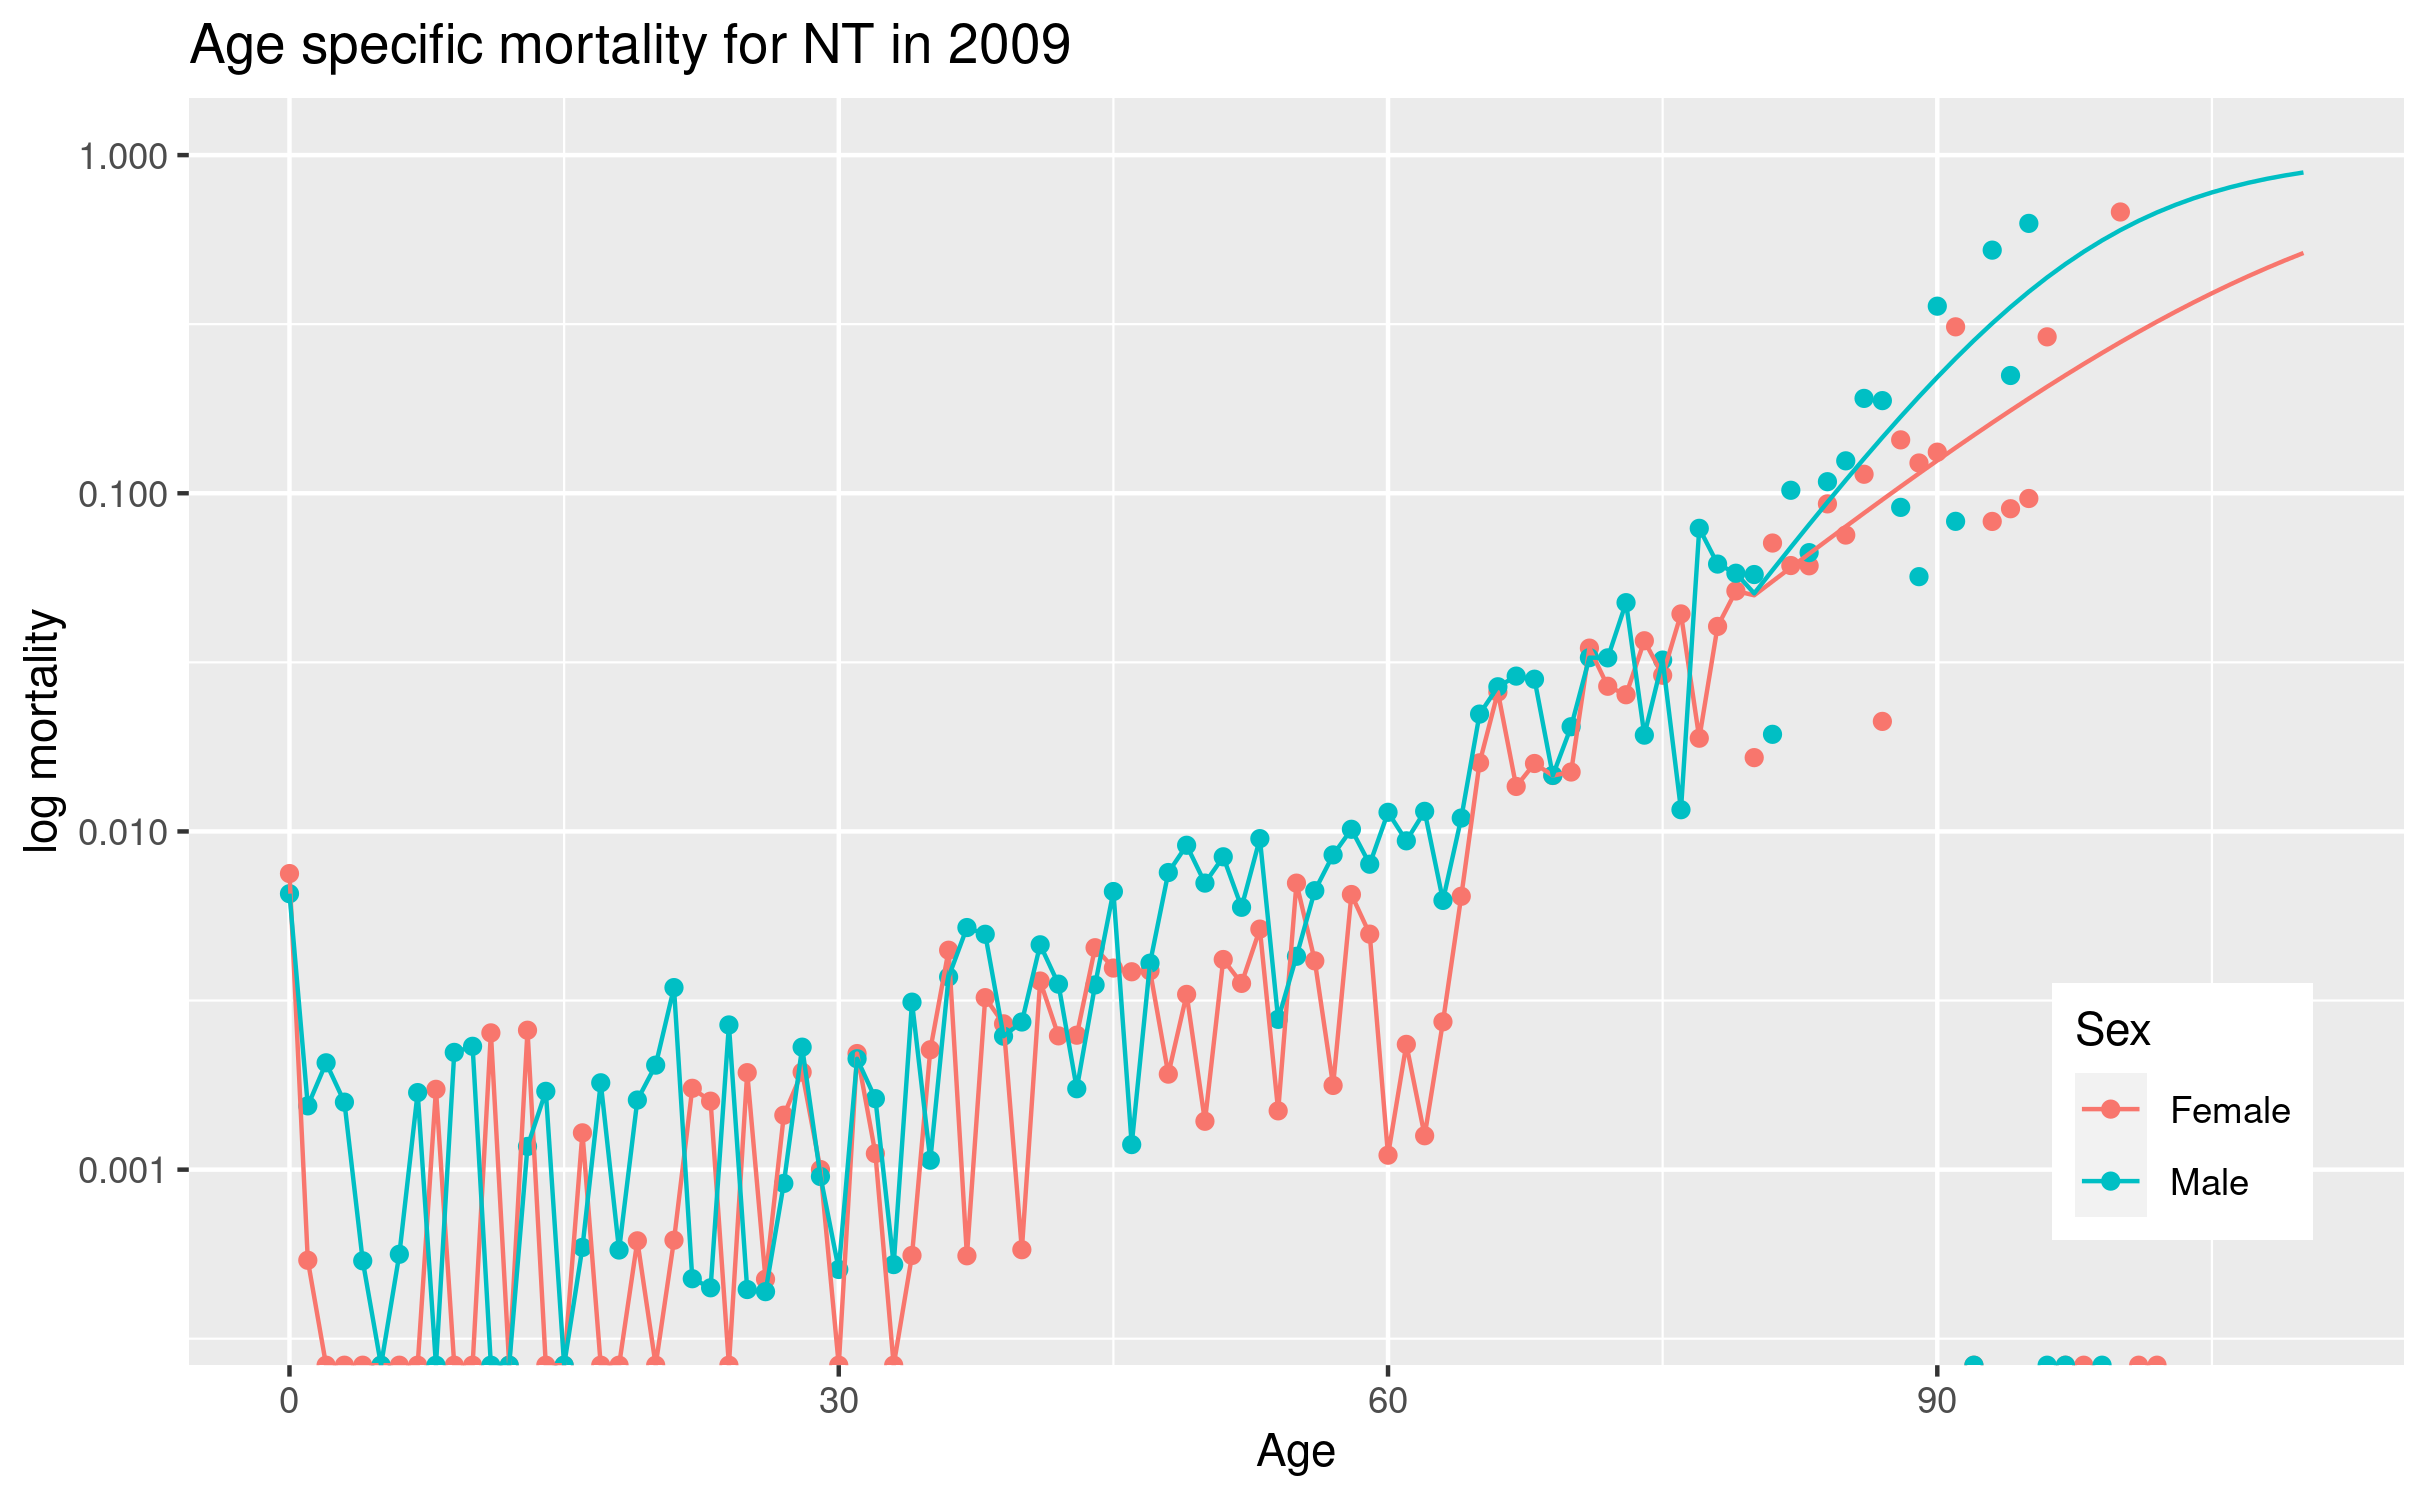 Age specific mortality for NT in 2009
log mortality
1.000
0.100
0.010
0.001
0
30
60
90
Age
Sex
Female
Male